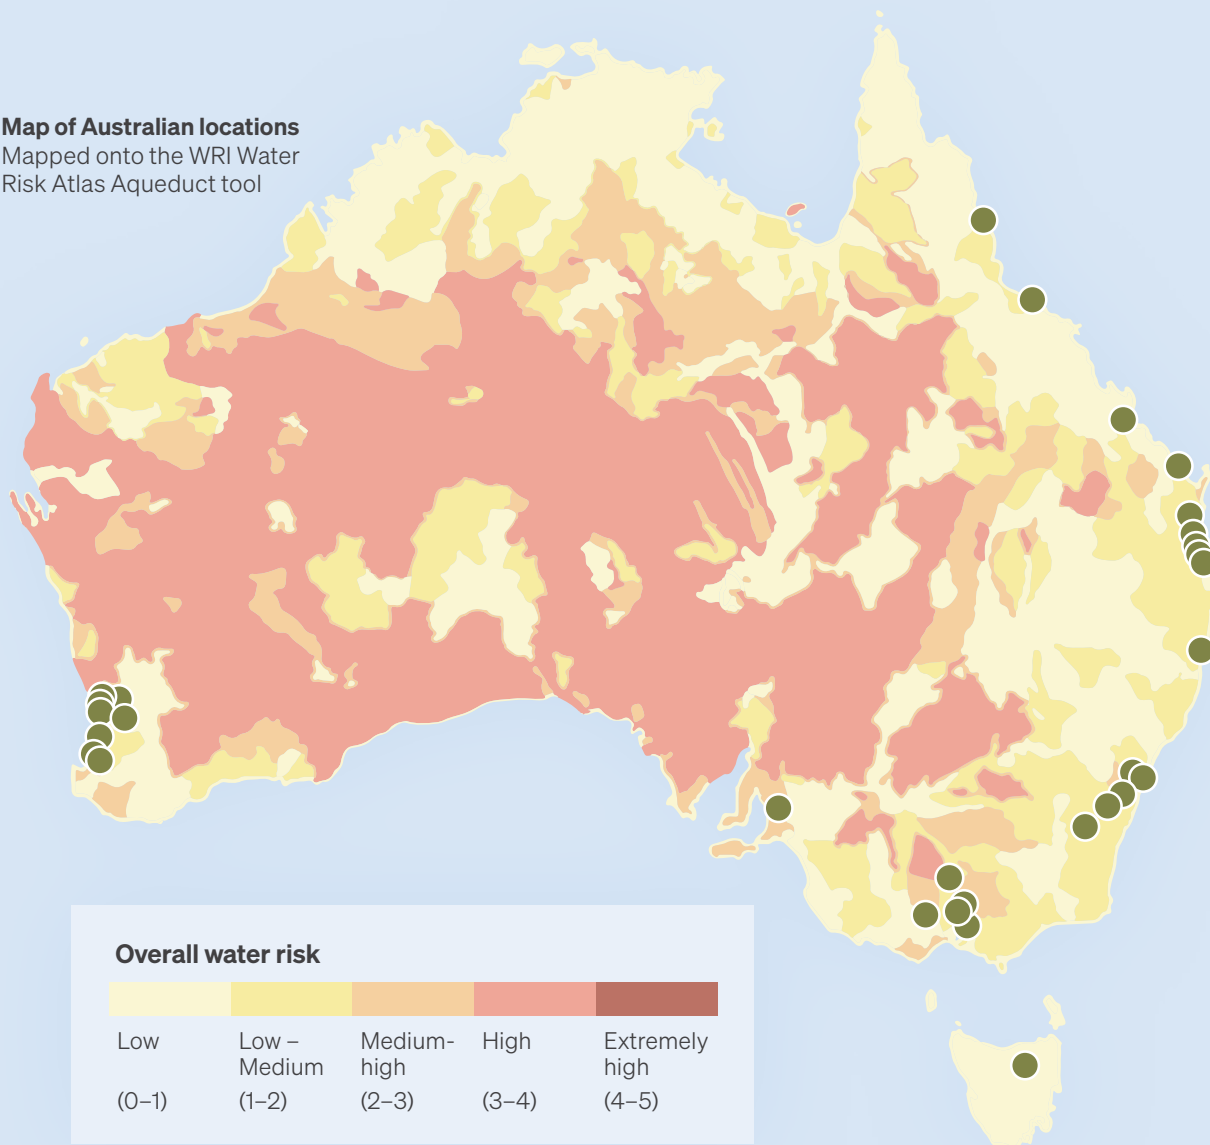 Map of Australian locations
Mapped onto the WRI Water
Risk Atlas Aqueduct tool
Overall water risk
Low
Low –
Medium
Medium-
high
High
Extremely
high
(0–1)
(1–2)
(2–3)
(3–4)
(4–5)